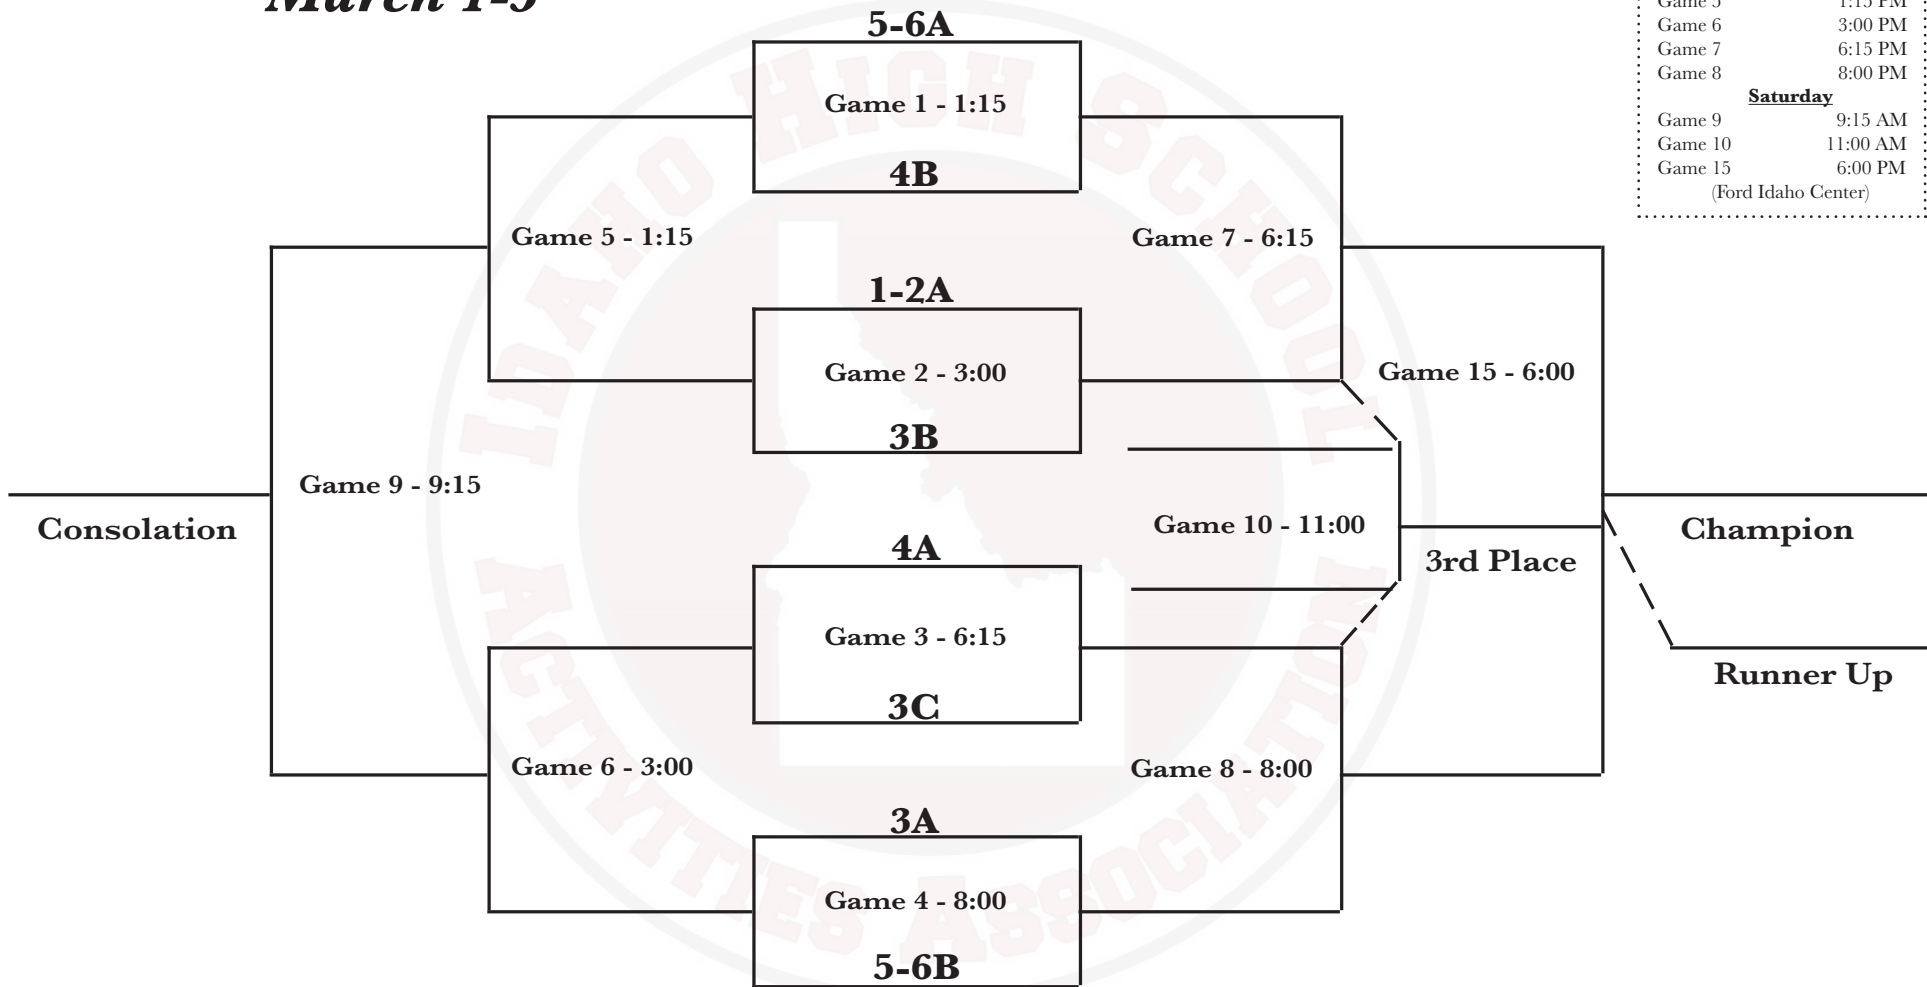 March 1-3
5-6A
Game 1 - 1:15
4B
Game 5 - 1:15
Game 7 - 6:15
1-2A
Game 2 - 3:00
3B
Game 15 - 6:00
Game 9 - 9:15
Consolation
Game 10 - 11:00
3rd Place
Champion
4A
Game 3 - 6:15
3C
Runner Up
Game 6 - 3:00
Game 8 - 8:00
3A
Game 4 - 8:00
5-6B
Game 5 1:15 PM
Game 6 3:00 PM
Game 7 6:15 PM
Game 8 8:00 PM
Saturday
Game 9 9:15 AM
Game 10 11:00 AM
Game 15 6:00 PM
(Ford Idaho Center)
IDAHO HIGH SCHOOL
ACTIVITIES ASSOCIATION